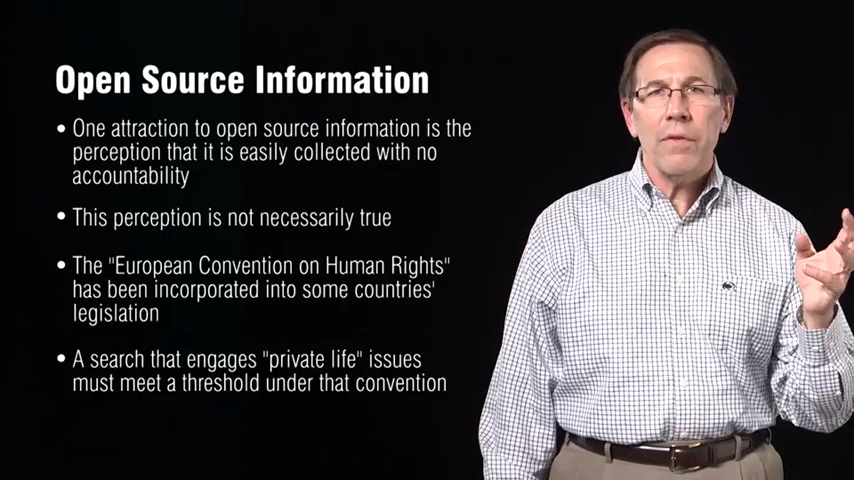 Open Source Information
• One attraction to open source information is the
perception that it is easily collected with no
accountability
• This perception is not necessarily true
• The "European Convention on Human Rights"
has been incorporated into some countries'
legislation
• A search that engages "private life" issues
must meet a threshold under that convention